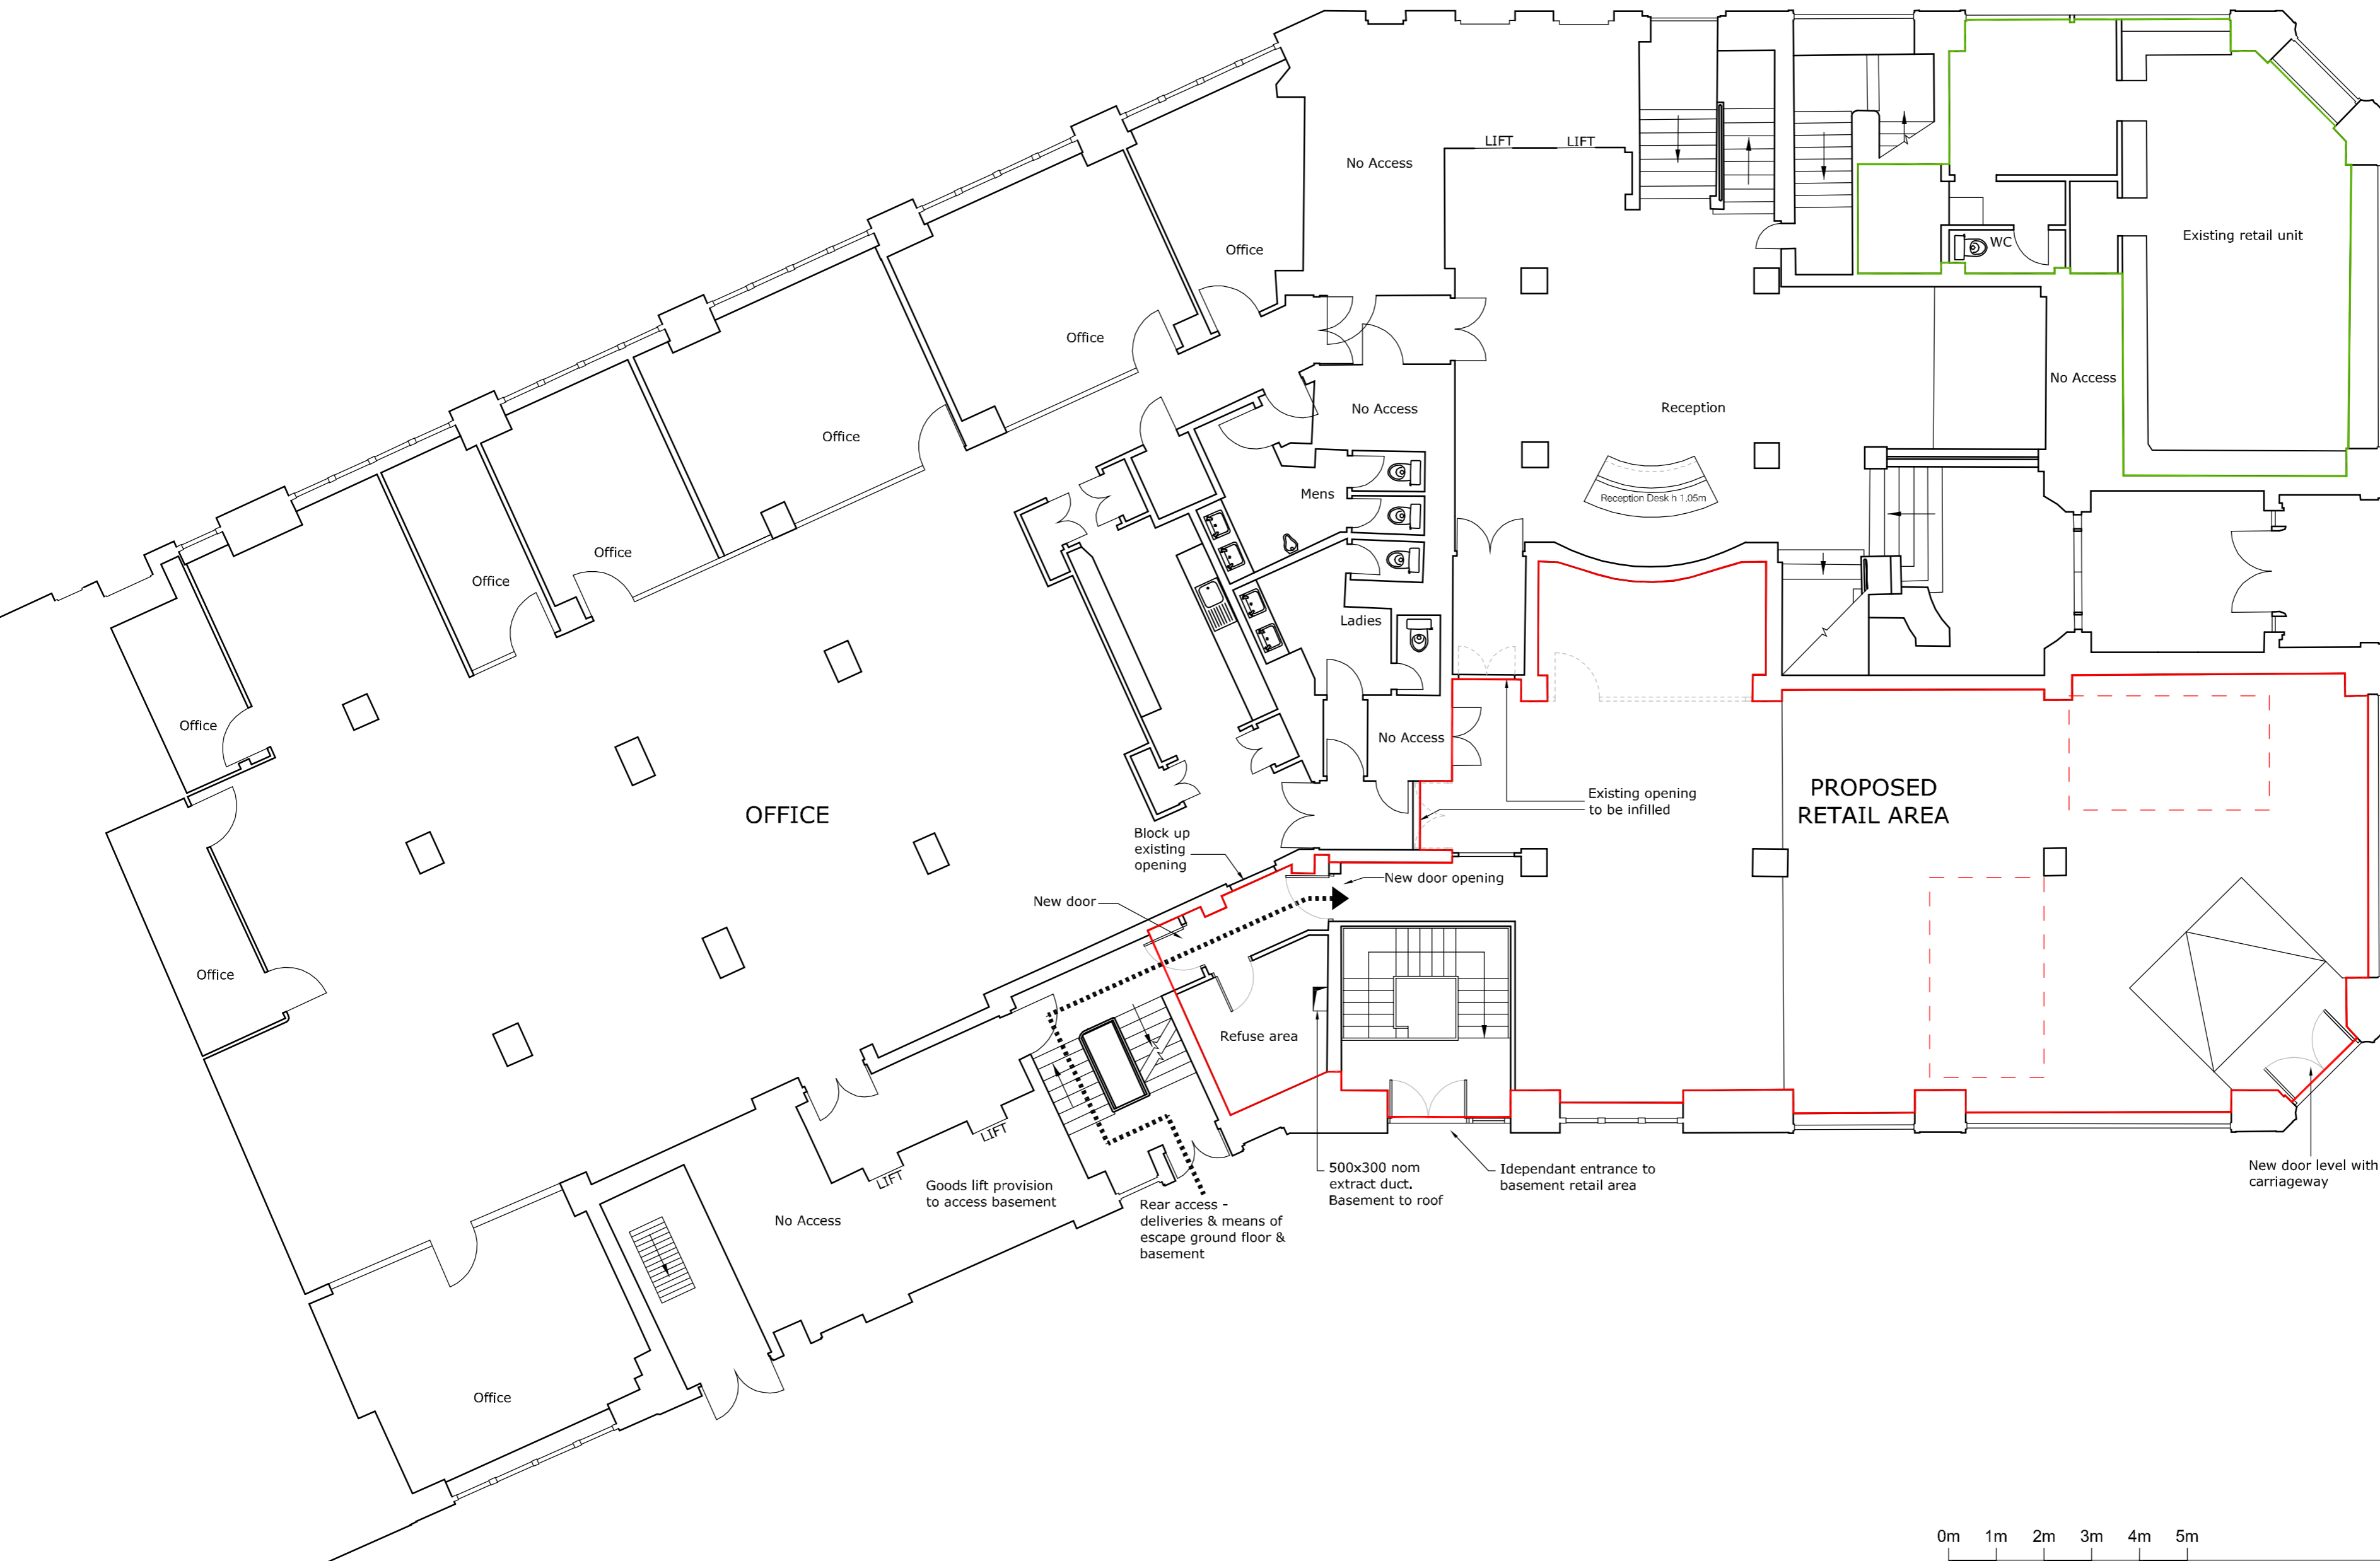 LIFT
LIFT
No Access
Office
WC
Existing retail unit
Office
No Access
Office
No Access
Reception
Mens
Reception Desk h 1.05m
Office
Office
Ladies
Office
No Access
OFFICE
Existing opening
to be infilled
PROPOSED
RETAIL AREA
Block up
existing
opening
New door opening
New door
Office
Refuse area
LIFT
LIFT
Goods lift provision
to access basement
No Access
Rear access -
deliveries & means of
escape ground floor &
basement
500x300 nom
extract duct.
Basement to roof
Idependant entrance to
basement retail area
New door level with
carriageway
Office
0m 1m 2m 3m 4m 5m